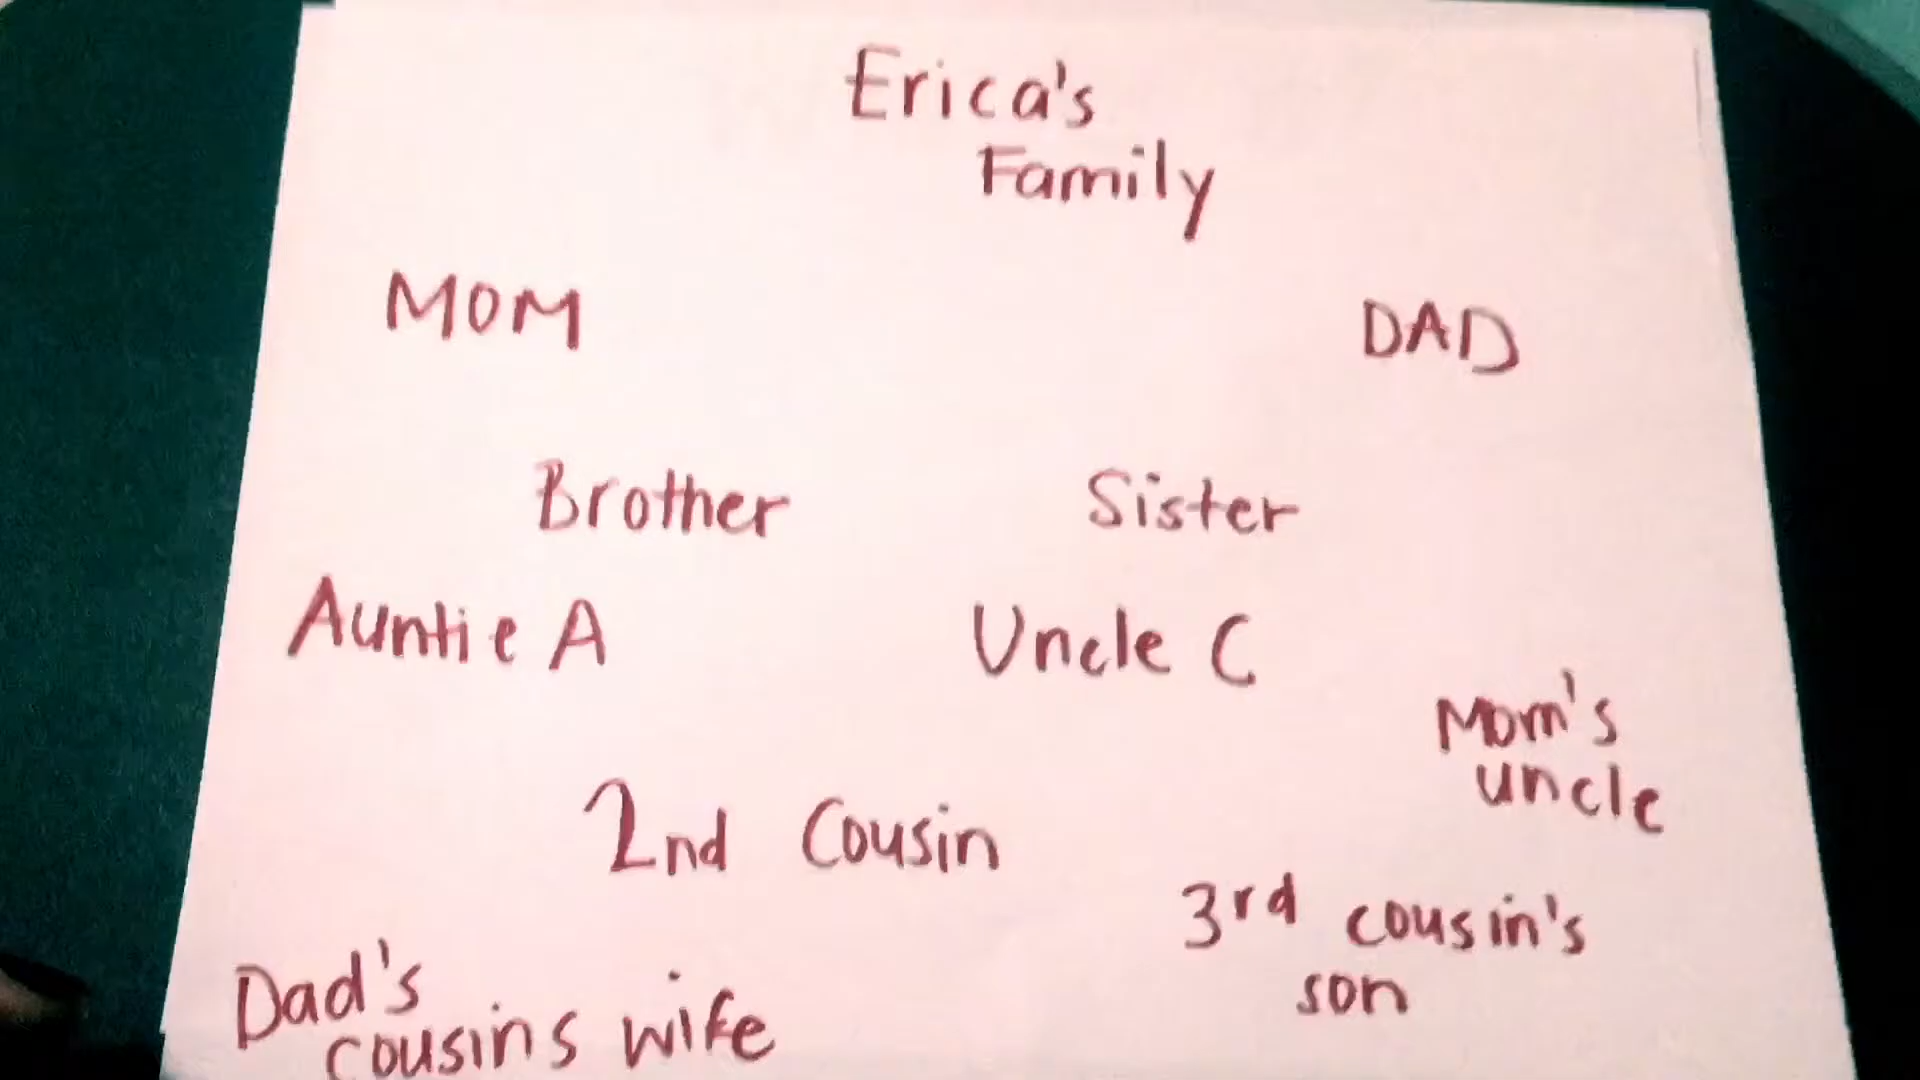 Erica's
Family
MOM
DAD
Brother
Sister
Auntie A
Uncle C
Mom's
uncle
2nd Cousin
3rd cousin's
son
Dad's
cousins wife